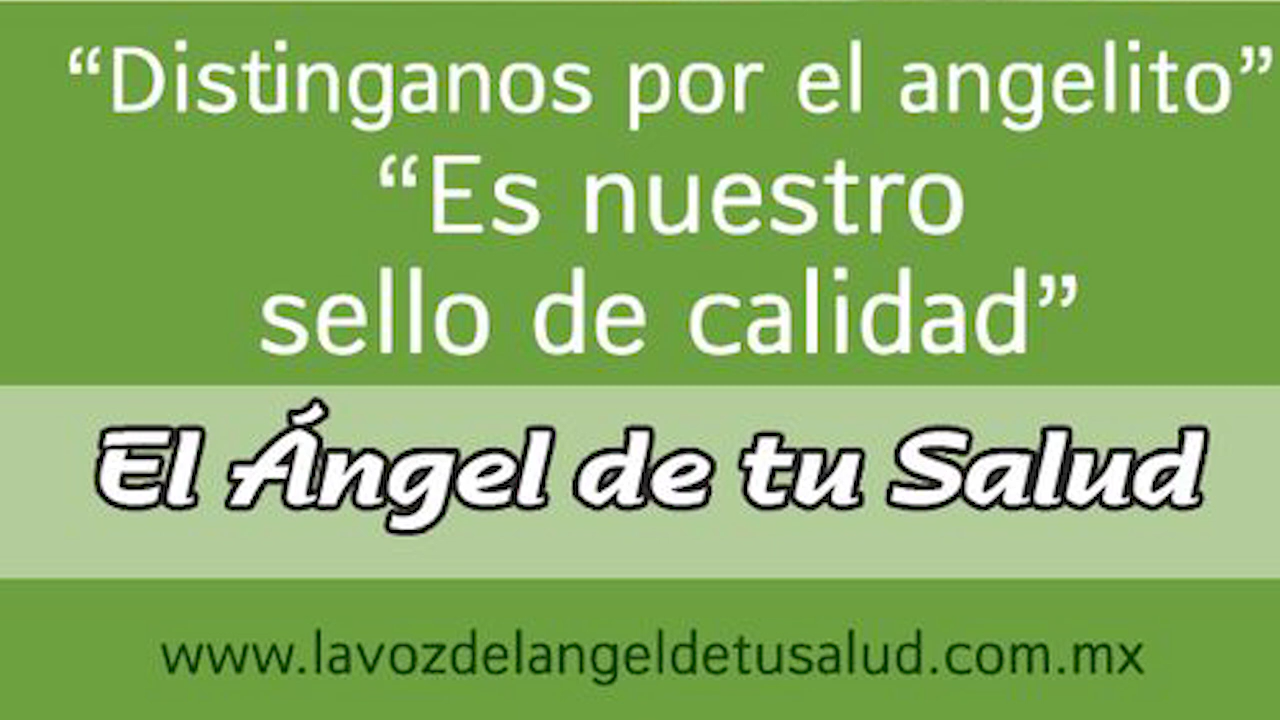 “Distinganos por el angelito”
“Es nuestro
sello de calidad”
El Ángel de tu Salud
www.lavozdelangeldetusalud.com.mx